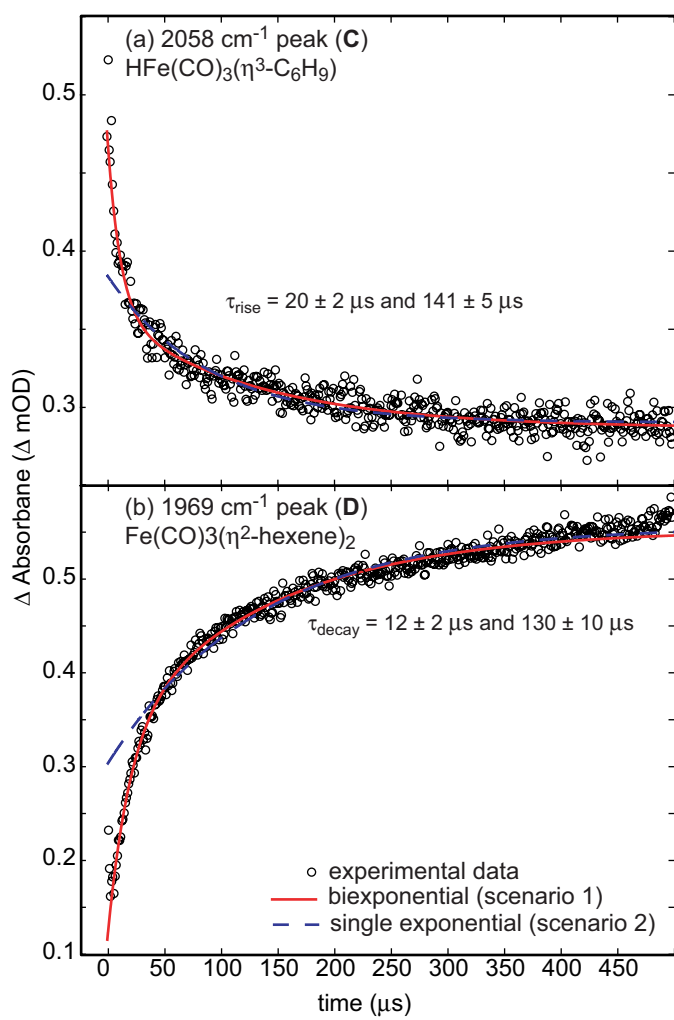 (a) 2058 cm⁻¹ peak (C)
HFe(CO)₃(η³-C₆H₉)
0.5
0.4
τrise = 20 ± 2 μs and 141 ± 5 μs
0.3
Δ Absorbane (Δ mOD)
(b) 1969 cm⁻¹ peak (D)
Fe(CO)3(η²-hexene)₂
0.5
τdecay = 12 ± 2 μs and 130 ± 10 μs
0.4
0.3
0.2
experimental data
biexponential (scenario 1)
single exponential (scenario 2)
0.1
0 50 100 150 200 250 300 350 400 450
time (μs)